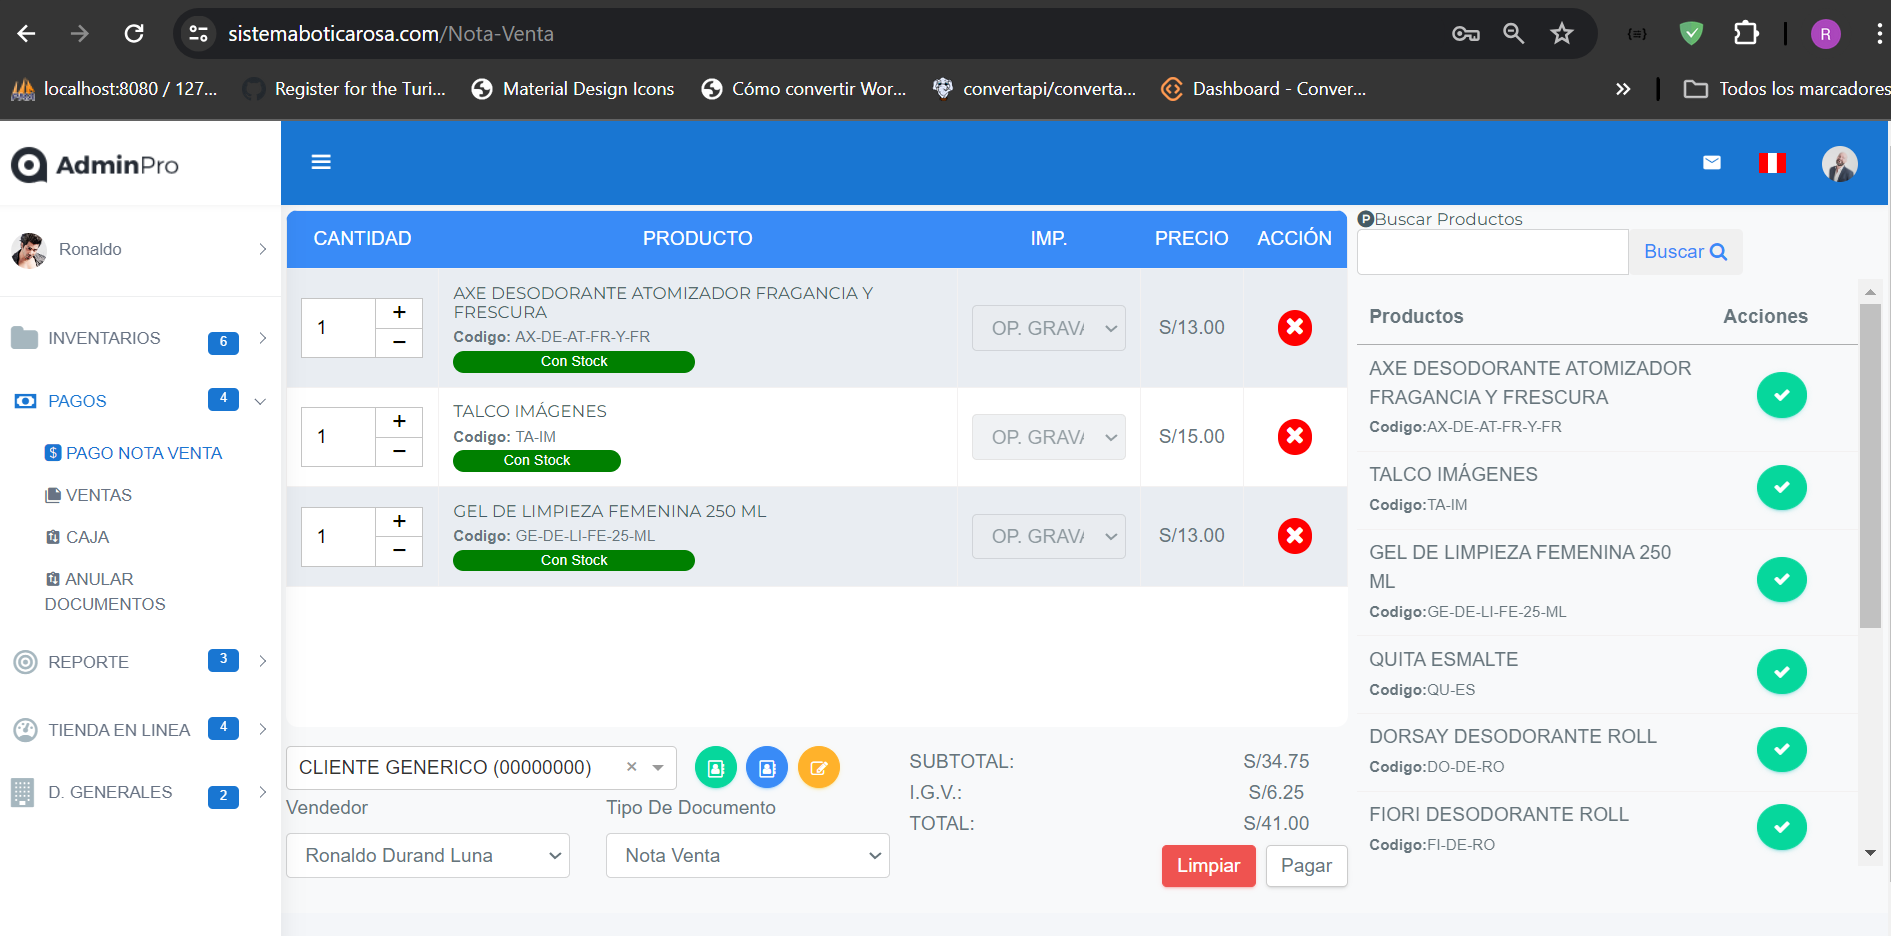 sistemaboticarosa.com/Nota-Venta
R
localhost:8080 / 127...
Register for the Turi...
Material Design Icons
Cómo convertir Wor...
convertapi/converta...
Dashboard - Conver...
»
Todos los marcadores
AdminPro
Ronaldo
INVENTARIOS 6
PAGOS 4
PAGO NOTA VENTA
VENTAS
CAJA
ANULAR
DOCUMENTOS
REPORTE 3
TIENDA EN LINEA 4
D. GENERALES 2
CANTIDAD PRODUCTO IMP. PRECIO ACCIÓN
1 + −
AXE DESODORANTE ATOMIZADOR FRAGANCIA Y
FRESCURA
Codigo: AX-DE-AT-FR-Y-FR
Con Stock
OP. GRAVA
S/13.00
1 + −
TALCO IMÁGENES
Codigo: TA-IM
Con Stock
OP. GRAVA
S/15.00
1 + −
GEL DE LIMPIEZA FEMENINA 250 ML
Codigo: GE-DE-LI-FE-25-ML
Con Stock
OP. GRAVA
S/13.00
CLIENTE GENERICO (00000000) ×
Vendedor
Ronaldo Durand Luna
Tipo De Documento
Nota Venta
SUBTOTAL: S/34.75
I.G.V.: S/6.25
TOTAL: S/41.00
Limpiar
Pagar
P Buscar Productos
Buscar
Productos Acciones
AXE DESODORANTE ATOMIZADOR
FRAGANCIA Y FRESCURA
Codigo:AX-DE-AT-FR-Y-FR
TALCO IMÁGENES
Codigo:TA-IM
GEL DE LIMPIEZA FEMENINA 250
ML
Codigo:GE-DE-LI-FE-25-ML
QUITA ESMALTE
Codigo:QU-ES
DORSAY DESODORANTE ROLL
Codigo:DO-DE-RO
FIORI DESODORANTE ROLL
Codigo:FI-DE-RO